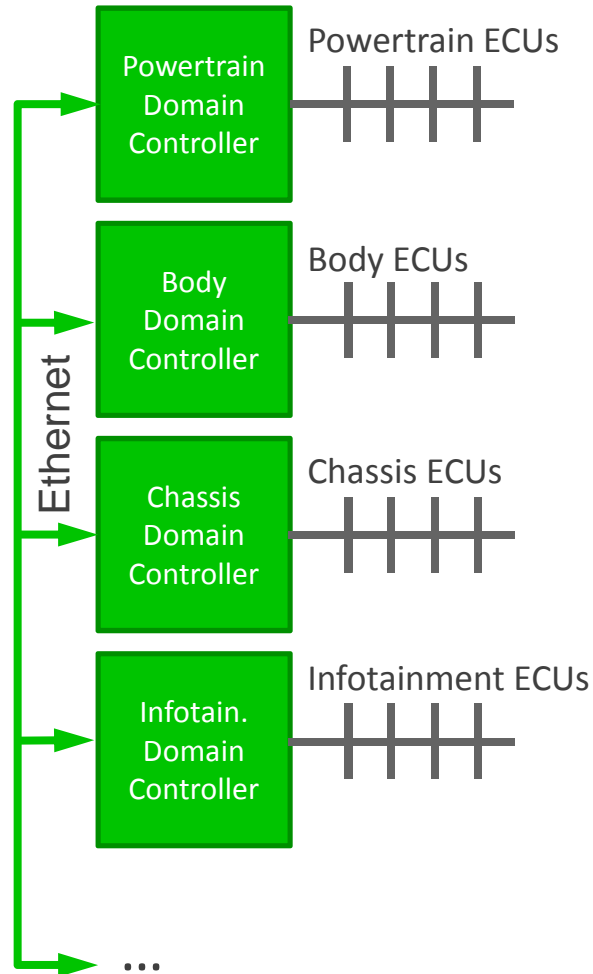 Powertrain ECUs
Powertrain
Domain
Controller
Body ECUs
Body
Domain
Controller
Ethernet
Chassis ECUs
Chassis
Domain
Controller
Infotainment ECUs
Infotain.
Domain
Controller
...